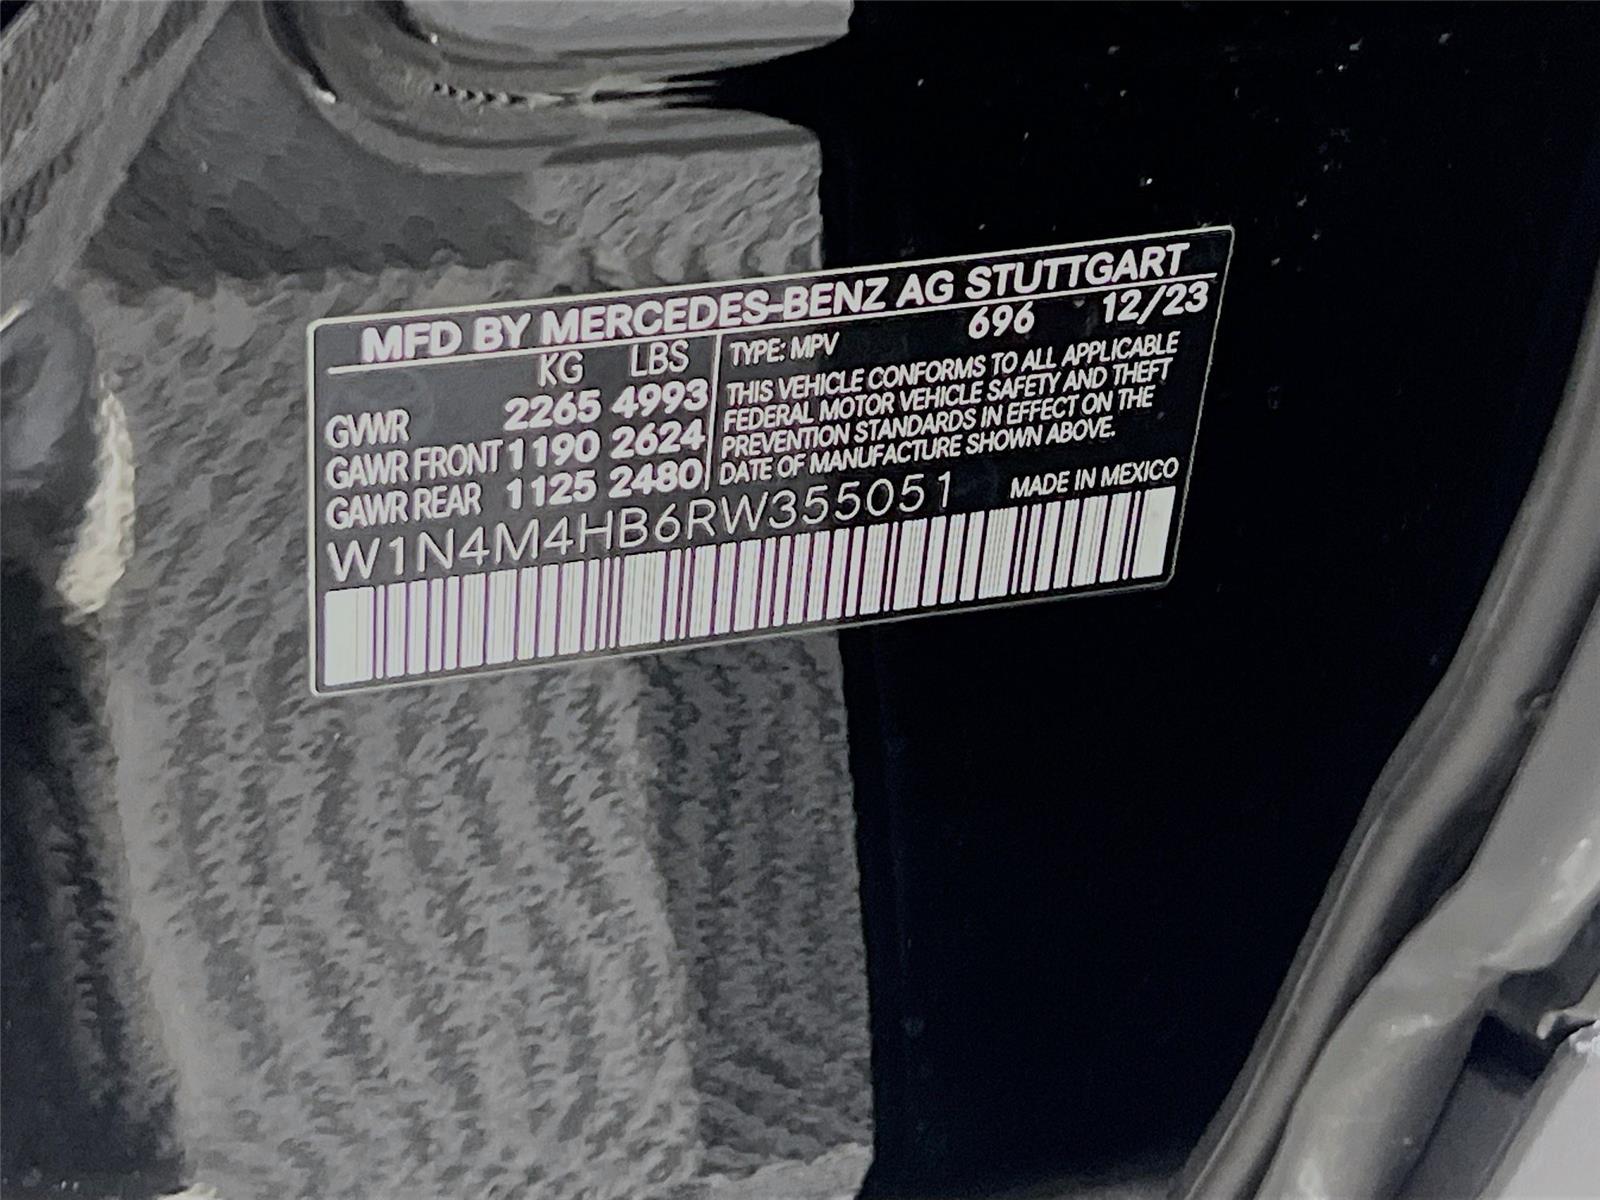 MFD BY MERCEDES-BENZ AG STUTTGART
696 12/23
KG LBS
GVWR 2265 4993
GAWR FRONT 1190 2624
GAWR REAR 1125 2480
TYPE: MPV
THIS VEHICLE CONFORMS TO ALL APPLICABLE
FEDERAL MOTOR VEHICLE SAFETY AND THEFT
PREVENTION STANDARDS IN EFFECT ON THE
DATE OF MANUFACTURE SHOWN ABOVE.
W1N4M4HB6RW355051
MADE IN MEXICO